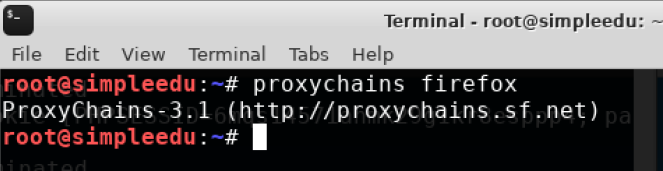 Terminal - root@simpleedu: ~
File Edit View Terminal Tabs Help
root@simpleedu:~# proxychains firefox
ProxyChains-3.1 (http://proxychains.sf.net)
root@simpleedu:~#